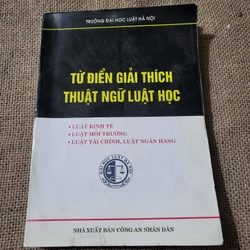 TRƯỜNG ĐẠI HỌC LUẬT HÀ NỘI
TỪ ĐIỂN GIẢI THÍCH
THUẬT NGỮ LUẬT HỌC
• LUẬT KINH TẾ
• LUẬT MÔI TRƯỜNG
• LUẬT TÀI CHÍNH, LUẬT NGÂN HÀNG
NHÀ XUẤT BẢN CÔNG AN NHÂN DÂN